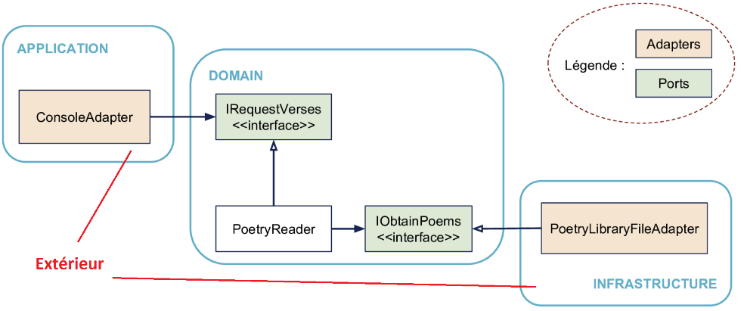 APPLICATION
ConsoleAdapter
DOMAIN
IRequestVerses
<<interface>>
PoetryReader
IObtainPoems
<<interface>>
Légende :
Adapters
Ports
PoetryLibraryFileAdapter
INFRASTRUCTURE
Extérieur